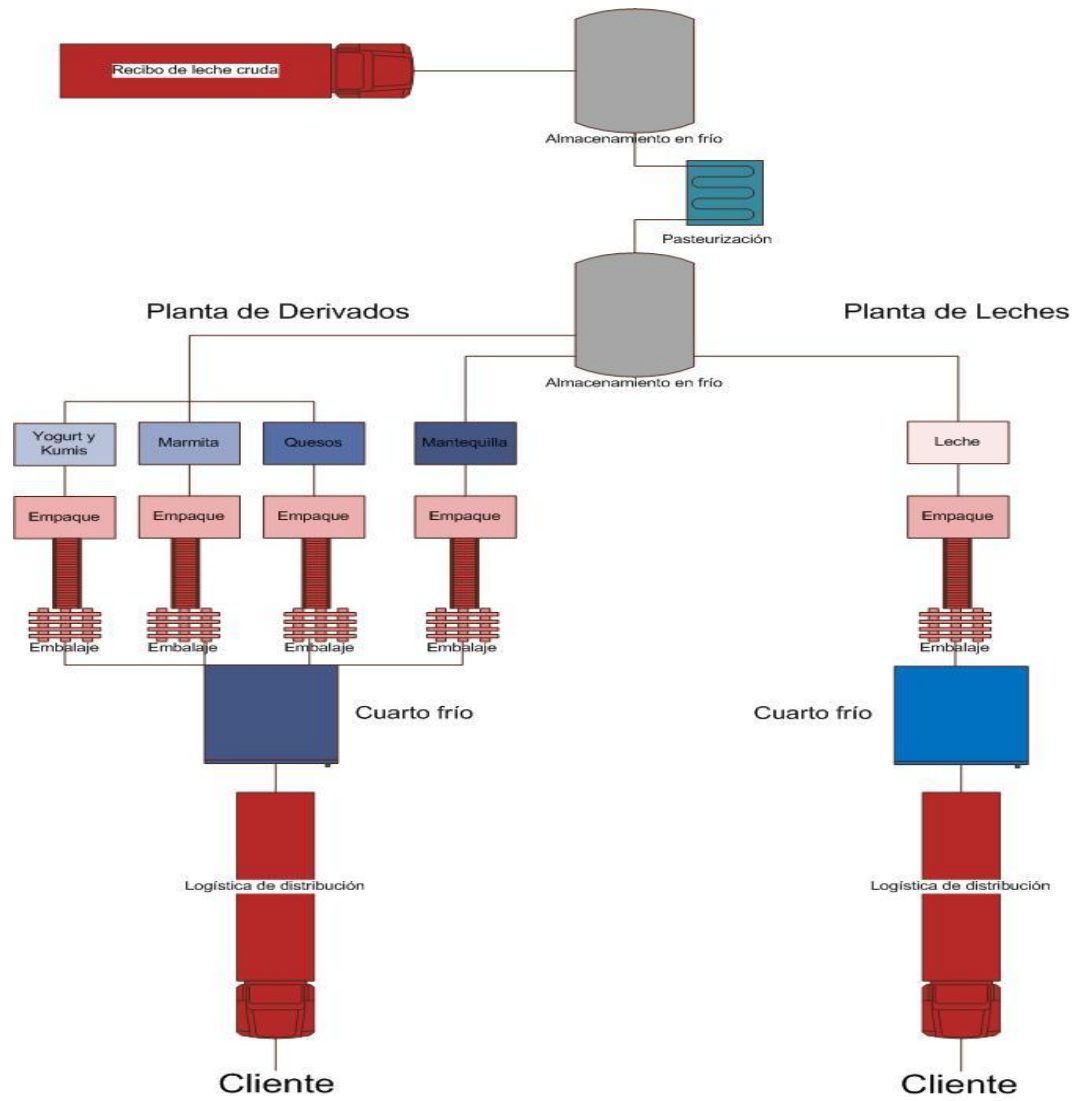 Recibo de leche cruda
Almacenamiento en frío
Pasteurización
Planta de Derivados
Planta de Leches
Almacenamiento en frío
Yogurt y
Kumis
Marmita
Quesos
Mantequilla
Leche
Empaque
Empaque
Empaque
Empaque
Empaque
Embalaje
Embalaje
Embalaje
Embalaje
Embalaje
Cuarto frío
Cuarto frío
Logística de distribución
Logística de distribución
Cliente
Cliente